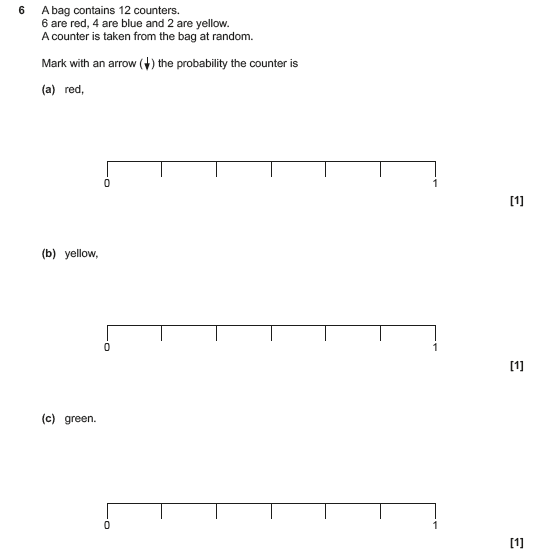 6 A bag contains 12 counters.
6 are red, 4 are blue and 2 are yellow.
A counter is taken from the bag at random.
Mark with an arrow (↓) the probability the counter is
(a) red,
0 1
[1]
(b) yellow,
0 1
[1]
(c) green.
0 1
[1]